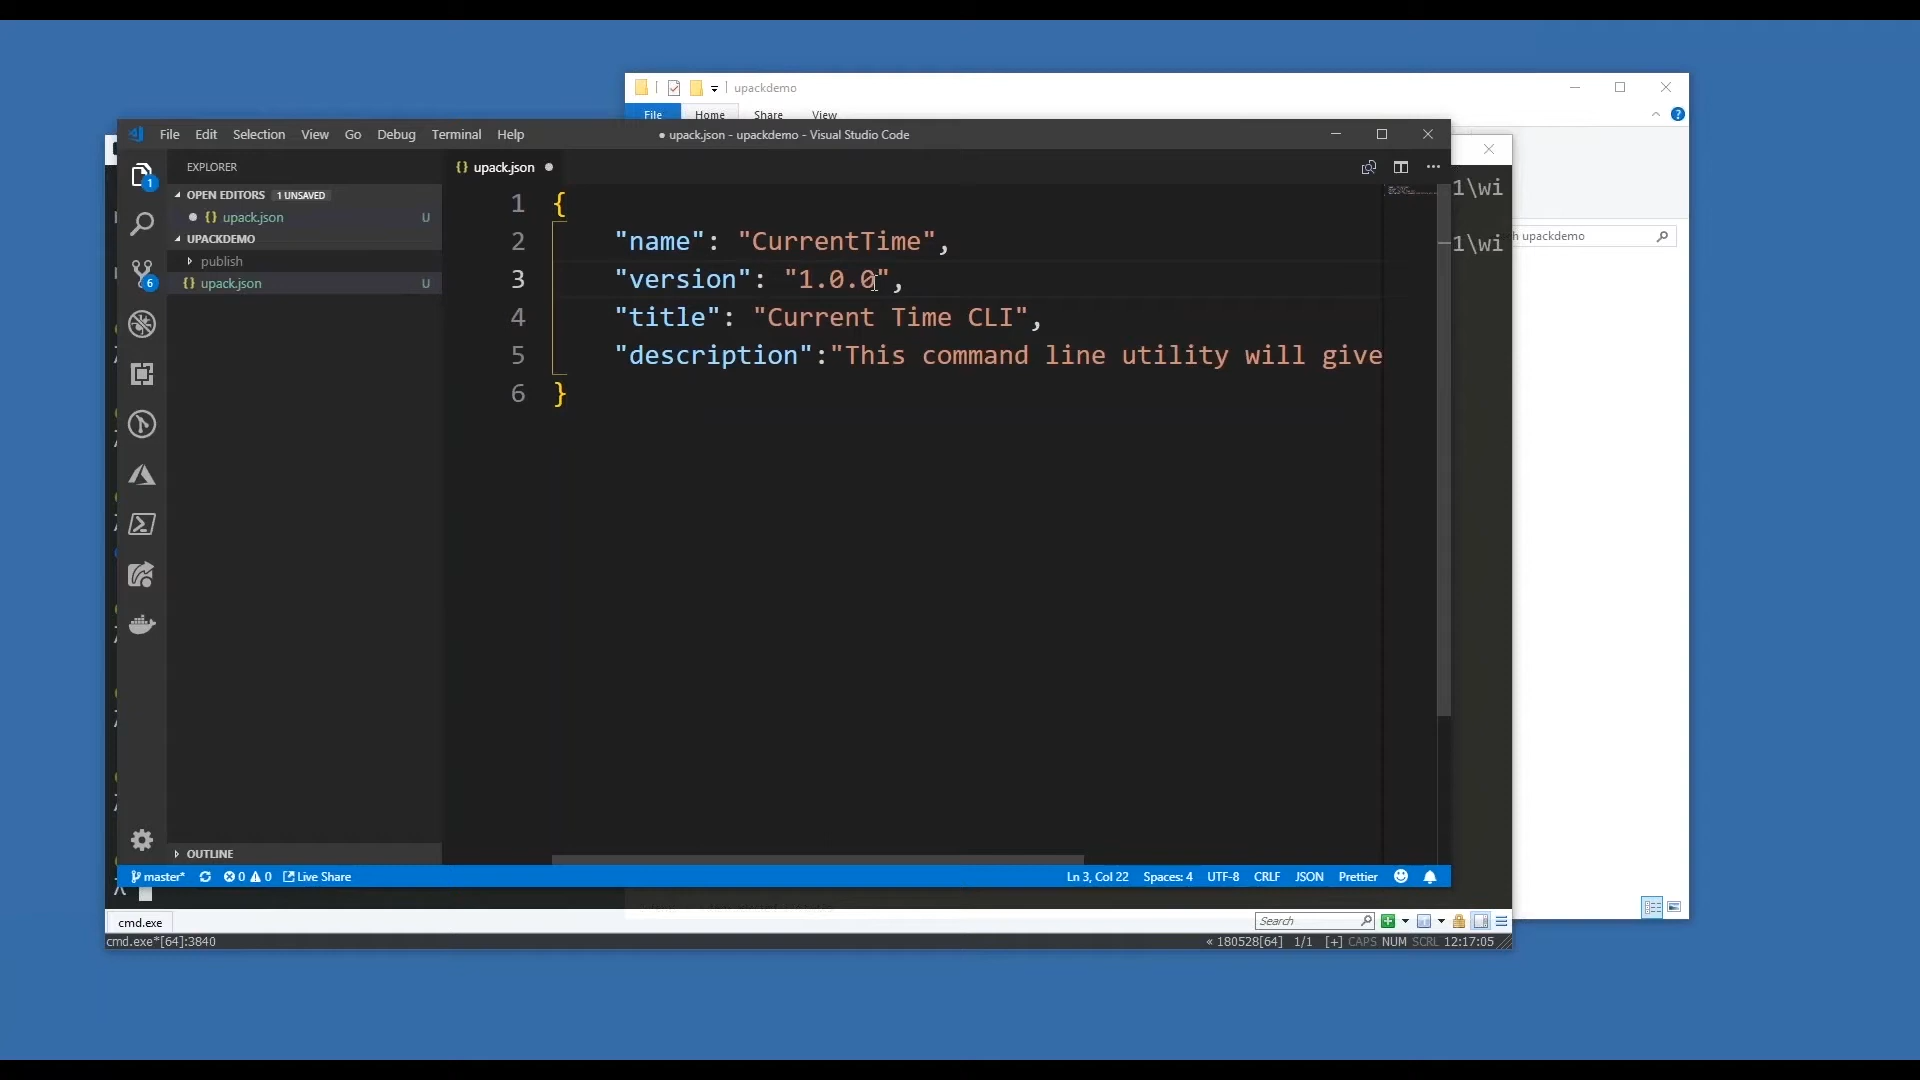 upackdemo
File Home Share View
File Edit Selection View Go Debug Terminal Help
● upack.json - upackdemo - Visual Studio Code
EXPLORER
OPEN EDITORS 1 UNSAVED
upack.json U
UPACKDEMO
publish
upack.json U
OUTLINE
1
6
{} upack.json ●
1 {
2 "name": "CurrentTime",
3 "version": "1.0.0",
4 "title": "Current Time CLI",
5 "description":"This command line utility will give
6 }
1\wi
1\wi
h upackdemo
master* 0 0 Live Share
Ln 3, Col 22 Spaces: 4 UTF-8 CRLF JSON Prettier
cmd.exe
Search
cmd.exe*[64]:3840
« 180528[64] 1/1 [+] CAPS NUM SCRL 12:17:05